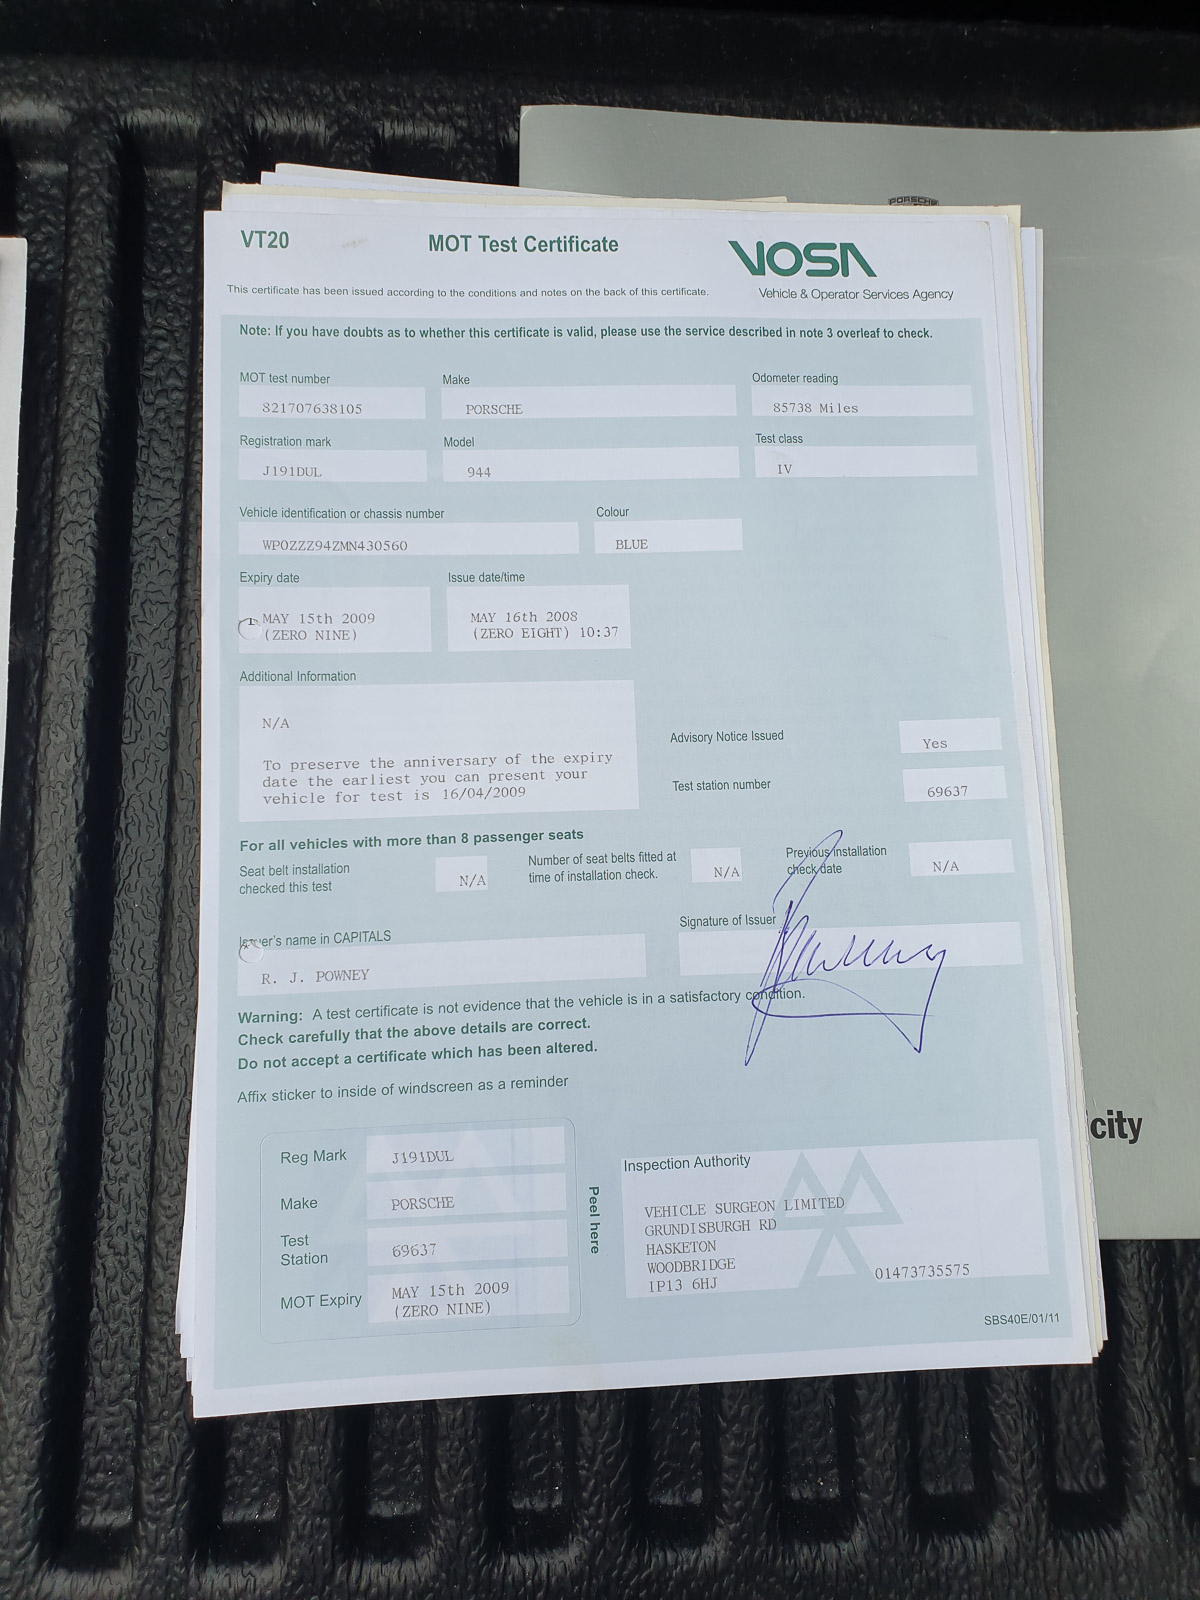 PORSCHE
VT20
MOT Test Certificate
VOSA
Vehicle & Operator Services Agency
This certificate has been issued according to the conditions and notes on the back of this certificate.
Note: If you have doubts as to whether this certificate is valid, please use the service described in note 3 overleaf to check.
MOT test number
Make
Odometer reading
821707638105
PORSCHE
85738 Miles
Registration mark
Model
Test class
J191DUL
944
IV
Vehicle identification or chassis number
Colour
WP0ZZZ94ZMN430560
BLUE
Expiry date
Issue date/time
MAY 15th 2009
(ZERO NINE)
MAY 16th 2008
(ZERO EIGHT) 10:37
Additional Information
N/A
To preserve the anniversary of the expiry
date the earliest you can present your
vehicle for test is 16/04/2009
Advisory Notice Issued
Yes
Test station number
69637
For all vehicles with more than 8 passenger seats
Seat belt installation
checked this test
N/A
Number of seat belts fitted at
time of installation check.
N/A
Previous installation
check date
N/A
Issuer's name in CAPITALS
R. J. POWNEY
Signature of Issuer
Warning: A test certificate is not evidence that the vehicle is in a satisfactory condition.
Check carefully that the above details are correct.
Do not accept a certificate which has been altered.
Affix sticker to inside of windscreen as a reminder
Reg Mark
J191DUL
Make
PORSCHE
Test
Station
69637
MOT Expiry
MAY 15th 2009
(ZERO NINE)
Peel here
Inspection Authority
VEHICLE SURGEON LIMITED
GRUNDISBURGH RD
HASKETON
WOODBRIDGE
IP13 6HJ
01473735575
SBS40E/01/11
city